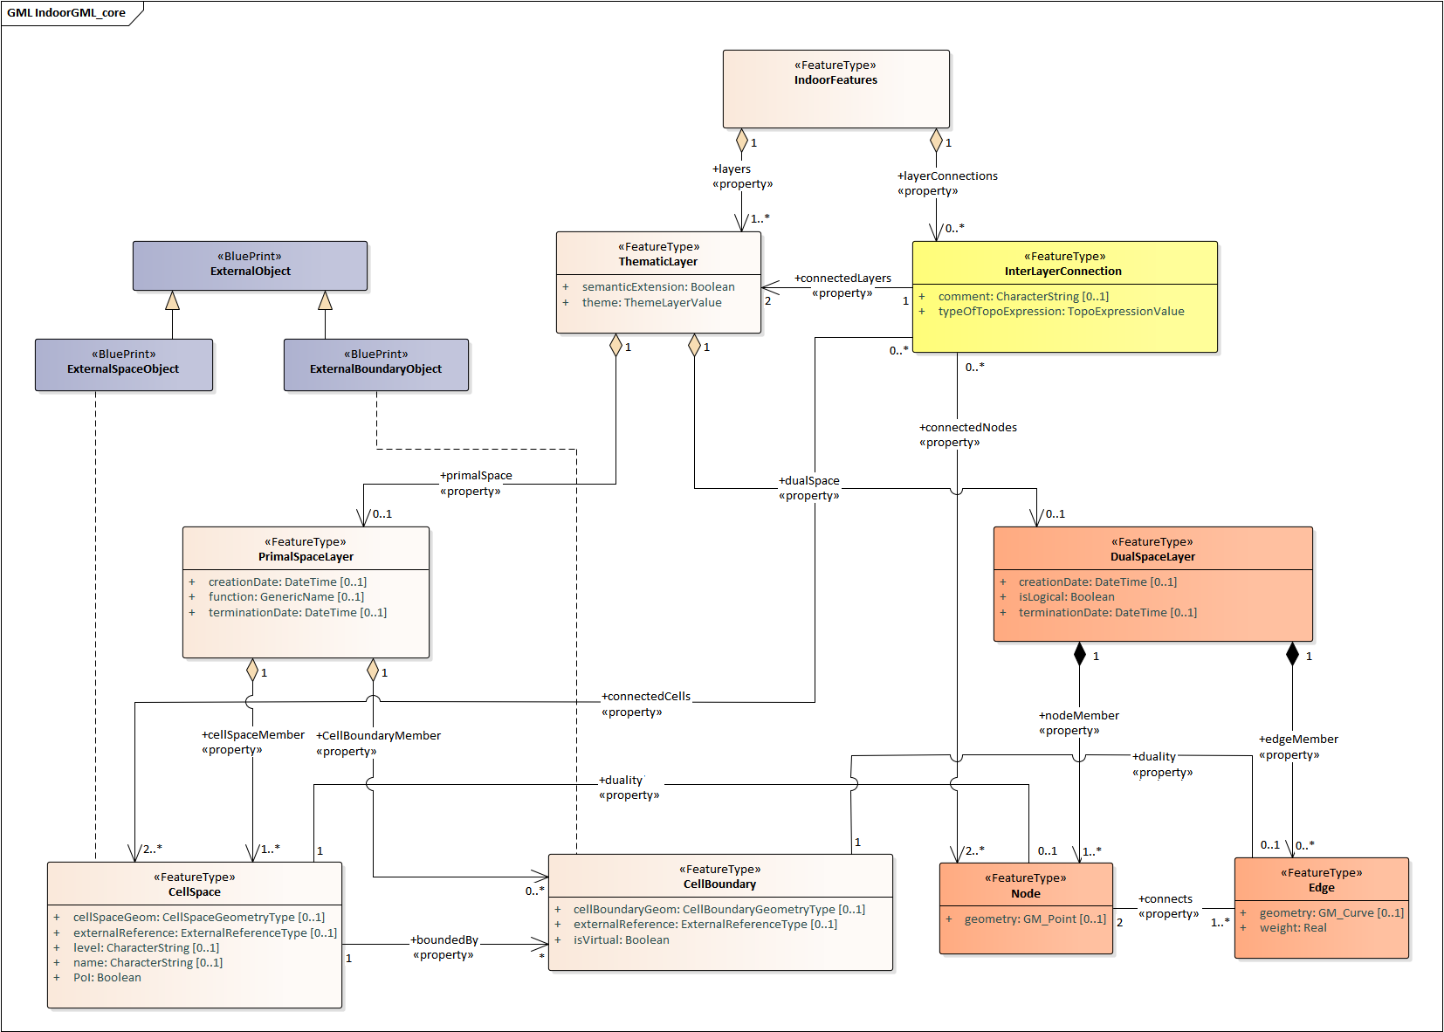 GML IndoorGML_core
«FeatureType»
IndoorFeatures
1
1
+layers
«property»
+layerConnections
«property»
1..*
0..*
«BluePrint»
ExternalObject
«FeatureType»
ThematicLayer
+ semanticExtension: Boolean
+ theme: ThemeLayerValue
+connectedLayers
«property»
2
1
«FeatureType»
InterLayerConnection
+ comment: CharacterString [0..1]
+ typeOfTopoExpression: TopoExpressionValue
«BluePrint»
ExternalSpaceObject
«BluePrint»
ExternalBoundaryObject
1
1
0..*
0..*
+connectedNodes
«property»
+primalSpace
«property»
+dualSpace
«property»
0..1
0..1
«FeatureType»
PrimalSpaceLayer
+ creationDate: DateTime [0..1]
+ function: GenericName [0..1]
+ terminationDate: DateTime [0..1]
«FeatureType»
DualSpaceLayer
+ creationDate: DateTime [0..1]
+ isLogical: Boolean
+ terminationDate: DateTime [0..1]
1
1
1
1
+connectedCells
«property»
+nodeMember
«property»
+cellSpaceMember
«property»
+CellBoundaryMember
«property»
+edgeMember
«property»
+duality
«property»
+duality
«property»
2..*
1..*
1
1
2..*
0..1
1..*
0..1
0..*
«FeatureType»
CellSpace
+ cellSpaceGeom: CellSpaceGeometryType [0..1]
+ externalReference: ExternalReferenceType [0..1]
+ level: CharacterString [0..1]
+ name: CharacterString [0..1]
+ PoI: Boolean
0..*
+boundedBy
«property»
1
*
«FeatureType»
CellBoundary
+ cellBoundaryGeom: CellBoundaryGeometryType [0..1]
+ externalReference: ExternalReferenceType [0..1]
+ isVirtual: Boolean
«FeatureType»
Node
+ geometry: GM_Point [0..1]
+connects
«property»
2
1..*
«FeatureType»
Edge
+ geometry: GM_Curve [0..1]
+ weight: Real